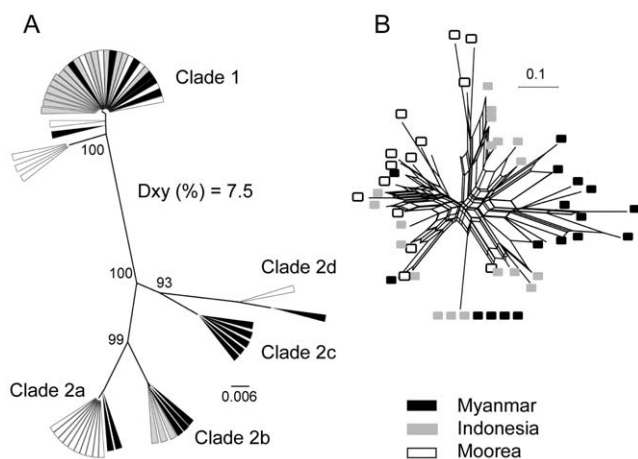 A
B
Clade 1
0.1
100
Dxy (%) = 7.5
100
93
Clade 2d
99
Clade 2c
0.006
Clade 2a
Clade 2b
Myanmar
Indonesia
Moorea